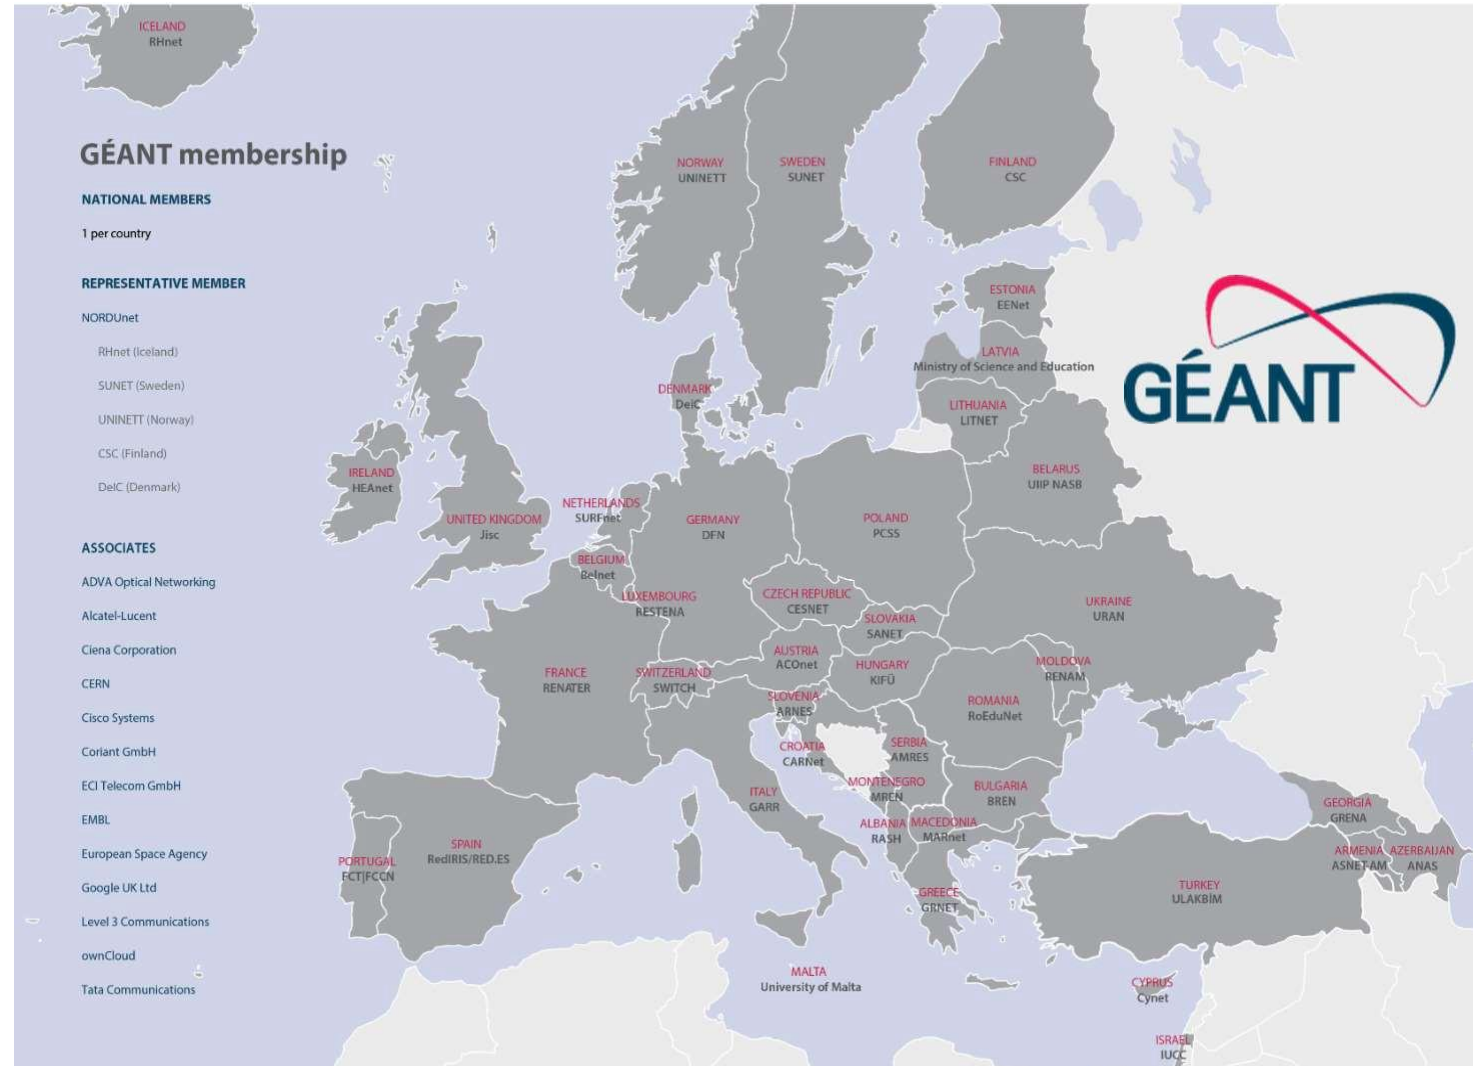 ICELAND
RHnet
GÉANT membership
NATIONAL MEMBERS
1 per country
REPRESENTATIVE MEMBER
NORDUnet
RHnet (Iceland)
SUNET (Sweden)
UNINETT (Norway)
CSC (Finland)
DeIC (Denmark)
ASSOCIATES
ADVA Optical Networking
Alcatel-Lucent
Ciena Corporation
CERN
Cisco Systems
Coriant GmbH
ECI Telecom GmbH
EMBL
European Space Agency
Google UK Ltd
Level 3 Communications
ownCloud
Tata Communications
NORWAY
UNINETT
SWEDEN
SUNET
FINLAND
CSC
ESTONIA
EENet
LATVIA
Ministry of Science and Education
LITHUANIA
LITNET
DENMARK
DeiC
GÉANT
BELARUS
UIIP NASB
IRELAND
HEAnet
UNITED KINGDOM
Jisc
NETHERLANDS
SURFnet
GERMANY
DFN
POLAND
PCSS
BELGIUM
Belnet
LUXEMBOURG
RESTENA
CZECH REPUBLIC
CESNET
SLOVAKIA
SANET
UKRAINE
URAN
FRANCE
RENATER
SWITZERLAND
SWITCH
AUSTRIA
ACOnet
HUNGARY
KIFÜ
MOLDOVA
RENAM
SLOVENIA
ARNES
ROMANIA
RoEduNet
CROATIA
CARNet
SERBIA
AMRES
MONTENEGRO
MREN
BULGARIA
BREN
ITALY
GARR
ALBANIA
RASH
MACEDONIA
MARnet
GEORGIA
GRENA
PORTUGAL
FCT|FCCN
SPAIN
RedIRIS/RED.ES
ARMENIA
ASNET-AM
AZERBAIJAN
ANAS
GREECE
GRNET
TURKEY
ULAKBİM
MALTA
University of Malta
CYPRUS
Cynet
ISRAEL
IUCC